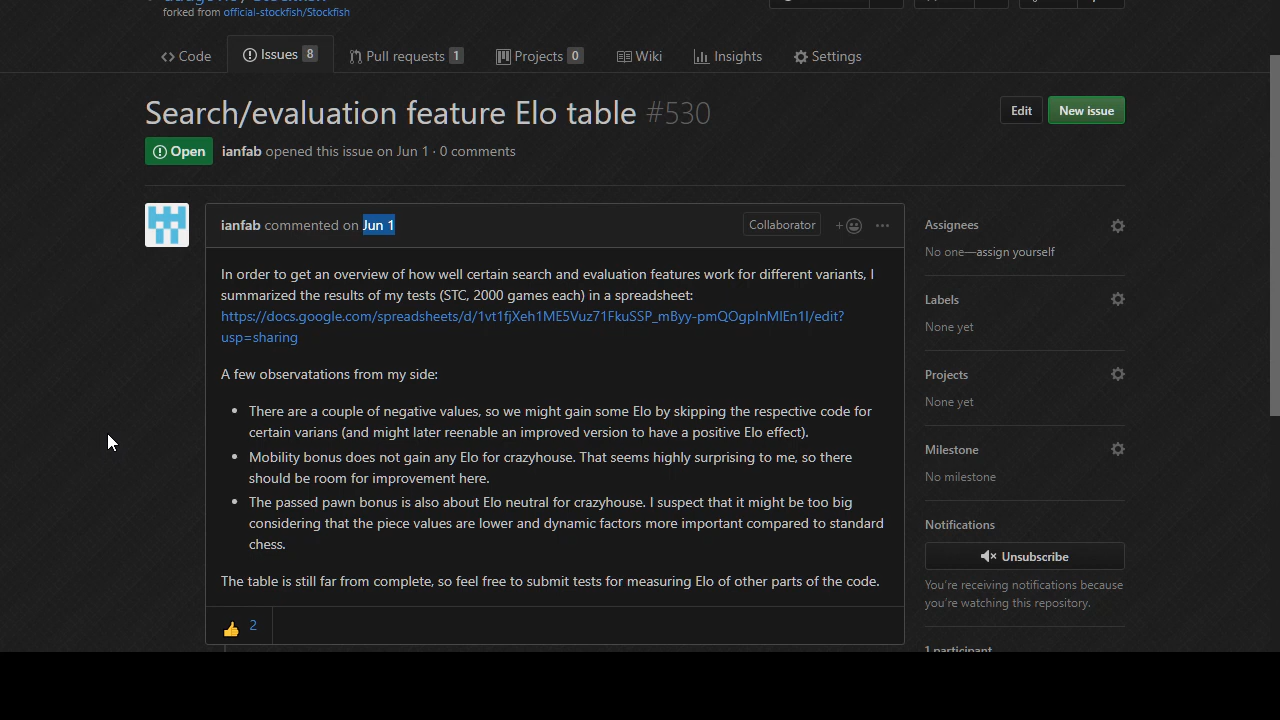 forked from official-stockfish/Stockfish
Code Issues 8 Pull requests 1 Projects 0 Wiki Insights Settings
Search/evaluation feature Elo table #530
Edit New issue
Open ianfab opened this issue on Jun 1 · 0 comments
ianfab commented on Jun 1
Collaborator
In order to get an overview of how well certain search and evaluation features work for different variants, I
summarized the results of my tests (STC, 2000 games each) in a spreadsheet:
https://docs.google.com/spreadsheets/d/1vt1fjXeh1ME5Vuz71FkuSSP_mByy-pmQOgpInMIEn1I/edit?
usp=sharing
A few observatations from my side:
• There are a couple of negative values, so we might gain some Elo by skipping the respective code for
certain varians (and might later reenable an improved version to have a positive Elo effect).
• Mobility bonus does not gain any Elo for crazyhouse. That seems highly surprising to me, so there
should be room for improvement here.
• The passed pawn bonus is also about Elo neutral for crazyhouse. I suspect that it might be too big
considering that the piece values are lower and dynamic factors more important compared to standard
chess.
The table is still far from complete, so feel free to submit tests for measuring Elo of other parts of the code.
👍 2
Assignees
No one—assign yourself
Labels
None yet
Projects
None yet
Milestone
No milestone
Notifications
Unsubscribe
You're receiving notifications because
you're watching this repository.
1 participant